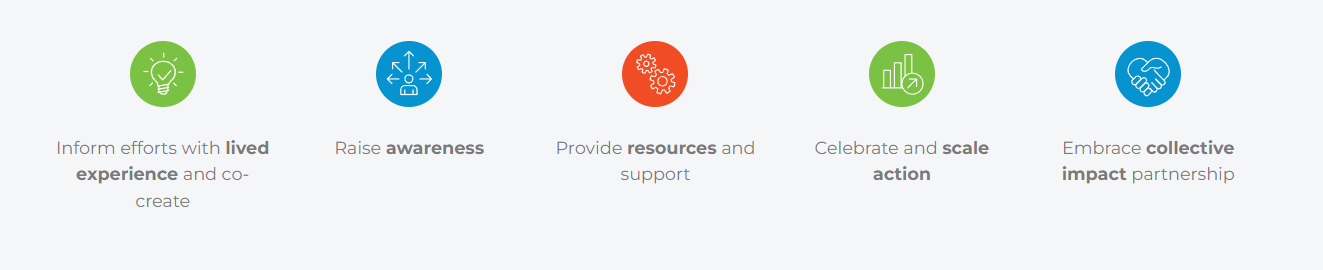 Inform efforts with lived
experience and co-
create
Raise awareness
Provide resources and
support
Celebrate and scale
action
Embrace collective
impact partnership